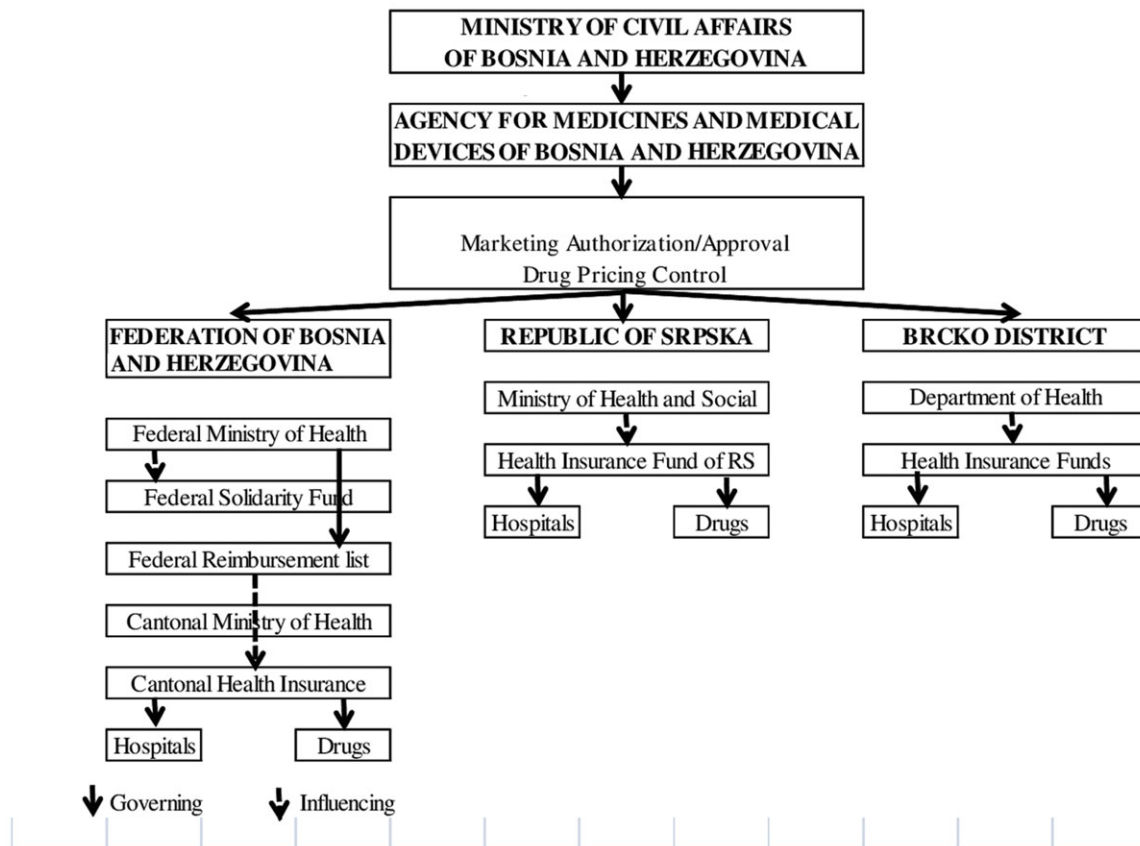 MINISTRY OF CIVIL AFFAIRS
OF BOSNIA AND HERZEGOVINA
AGENCY FOR MEDICINES AND MEDICAL
DEVICES OF BOSNIA AND HERZEGOVINA
Marketing Authorization/Approval
Drug Pricing Control
FEDERATION OF BOSNIA
AND HERZEGOVINA
Federal Ministry of Health
Federal Solidarity Fund
Federal Reimbursement list
Cantonal Ministry of Health
Cantonal Health Insurance
Hospitals
Drugs
REPUBLIC OF SRPSKA
Ministry of Health and Social
Health Insurance Fund of RS
Hospitals
Drugs
BRCKO DISTRICT
Department of Health
Health Insurance Funds
Hospitals
Drugs
Governing
Influencing